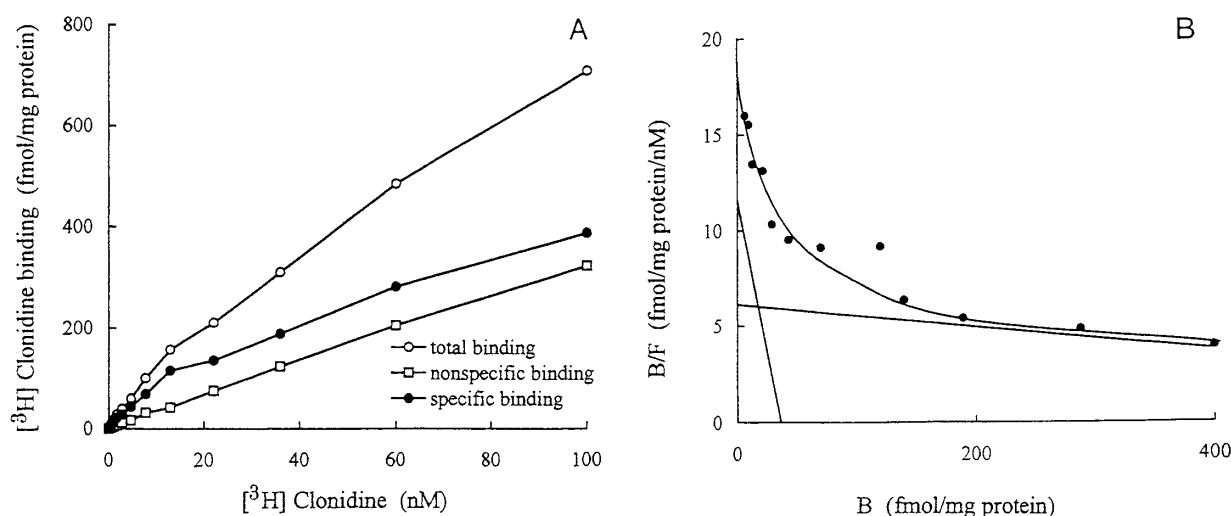 A
[³H] Clonidine binding (fmol/mg protein)
800
600
400
200
0
total binding
nonspecific binding
specific binding
0 20 40 60 80 100
[³H] Clonidine (nM)
B
B/F (fmol/mg protein/nM)
20
15
10
5
0
0 200 400
B (fmol/mg protein)